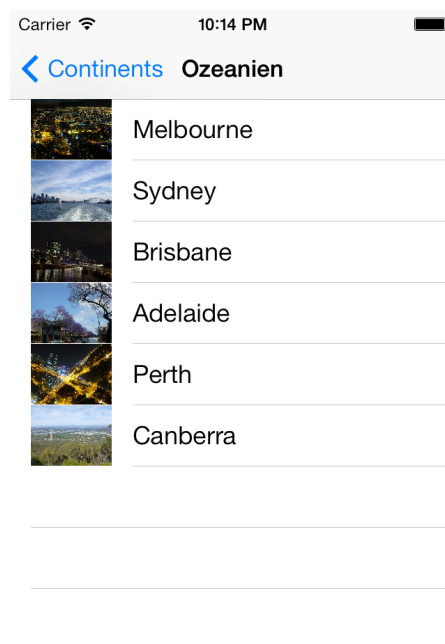 Carrier 10:14 PM
Continents Ozeanien
Melbourne
Sydney
Brisbane
Adelaide
Perth
Canberra